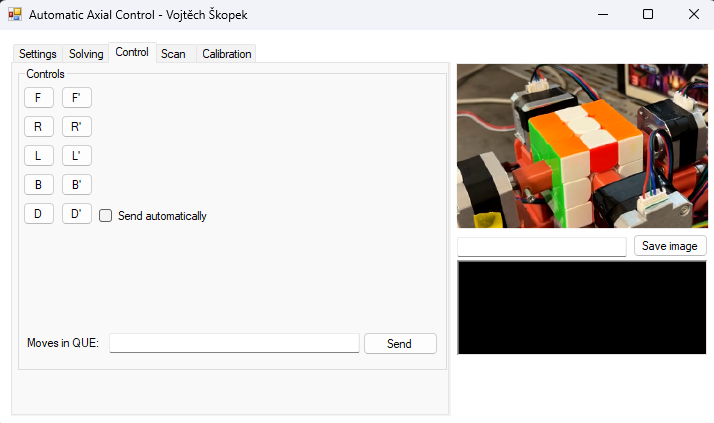 Automatic Axial Control - Vojtěch Škopek
Settings Solving Control Scan Calibration
Controls
F F'
R R'
L L'
B B'
D D' Send automatically
Save image
Moves in QUE: Send